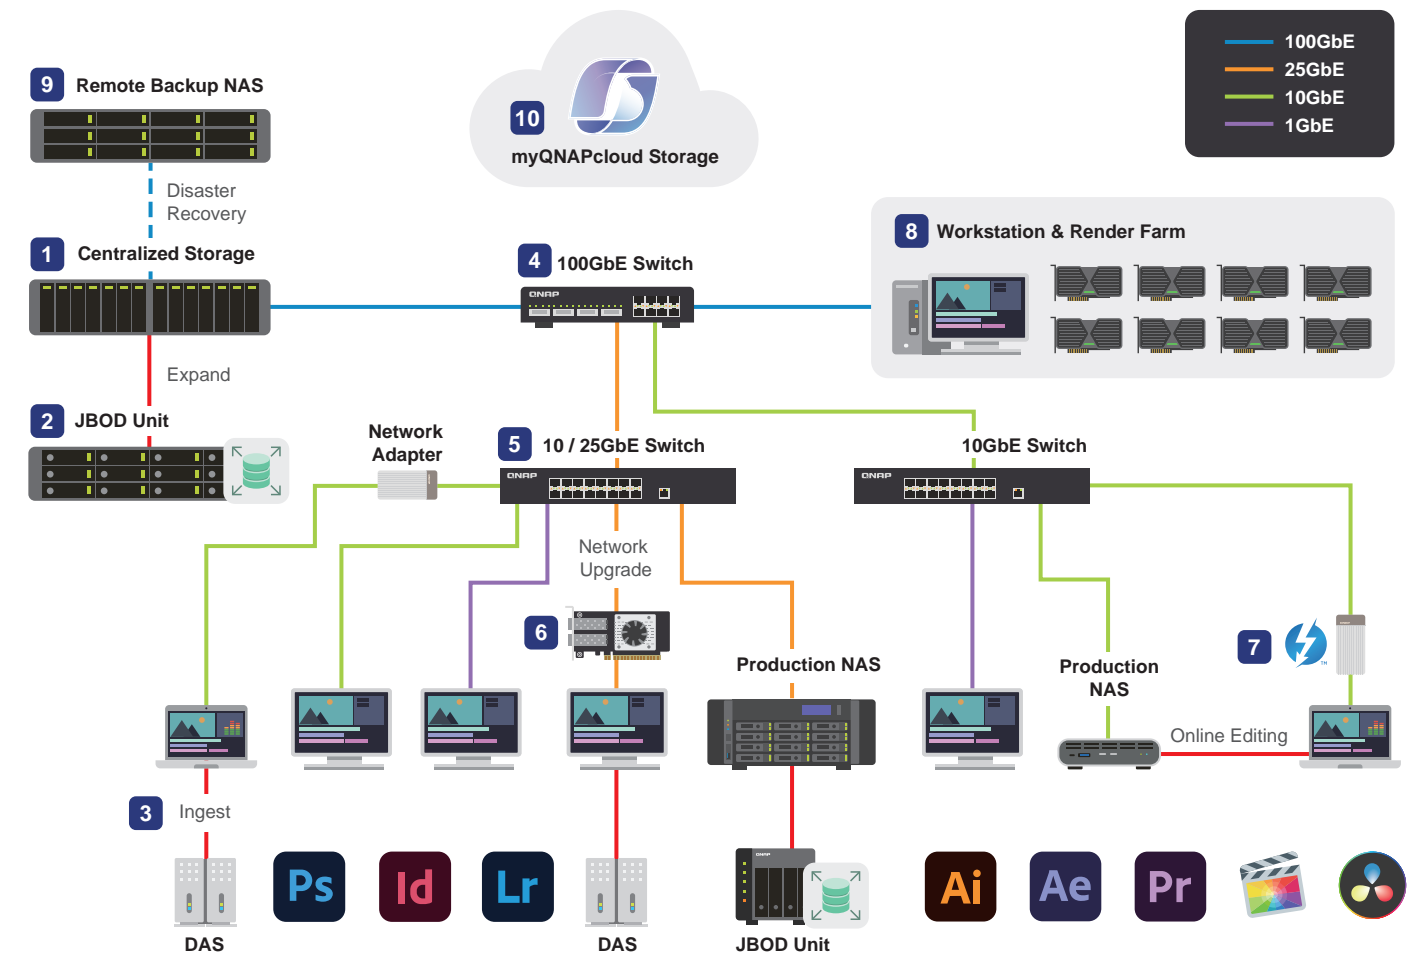 9
Remote Backup NAS
10
myQNAPcloud Storage
100GbE
25GbE
10GbE
1GbE
Disaster
Recovery
1
Centralized Storage
4
100GbE Switch
QNAP
8
Workstation & Render Farm
Expand
2
JBOD Unit
Network
Adapter
5
10 / 25GbE Switch
QNAP
10GbE Switch
QNAP
Network
Upgrade
6
7
TM
Production NAS
Production
NAS
Online Editing
3
Ingest
Ps
Id
Lr
QNAP
Ai
Ae
Pr
DAS
DAS
JBOD Unit